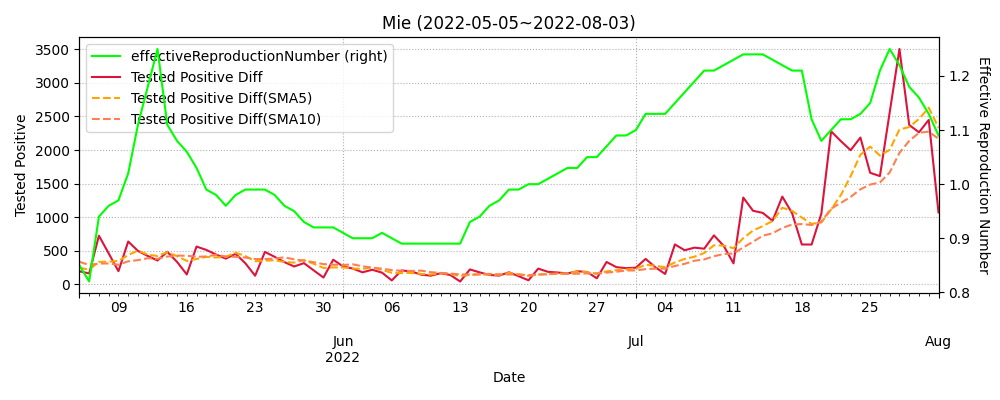 Mie (2022-05-05~2022-08-03)
effectiveReproductionNumber (right)
Tested Positive Diff
Tested Positive Diff(SMA5)
Tested Positive Diff(SMA10)
Tested Positive
3500
3000
2500
2000
1500
1000
500
0
Effective Reproduction Number
1.2
1.1
1.0
0.9
0.8
09 16 23 30 06 13 20 27 04 11 18 25
Jun Jul Aug
2022
Date